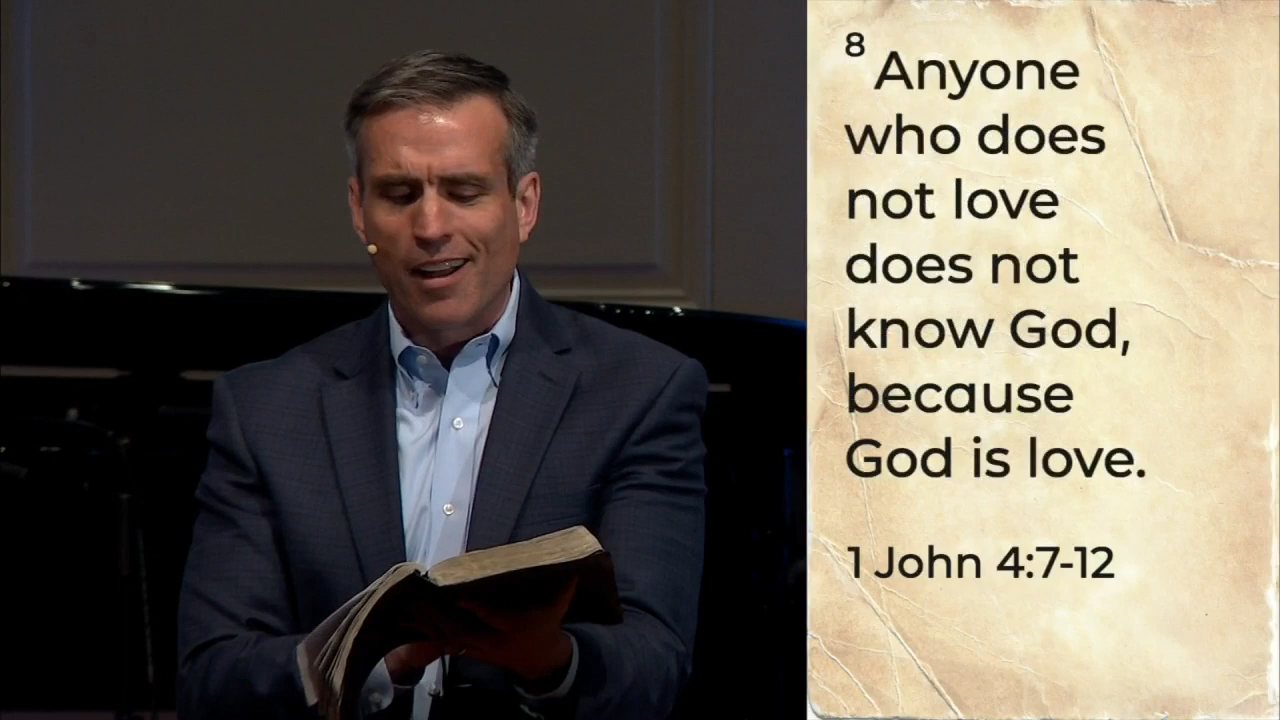 8 Anyone
who does
not love
does not
know God,
because
God is love.
1 John 4:7-12